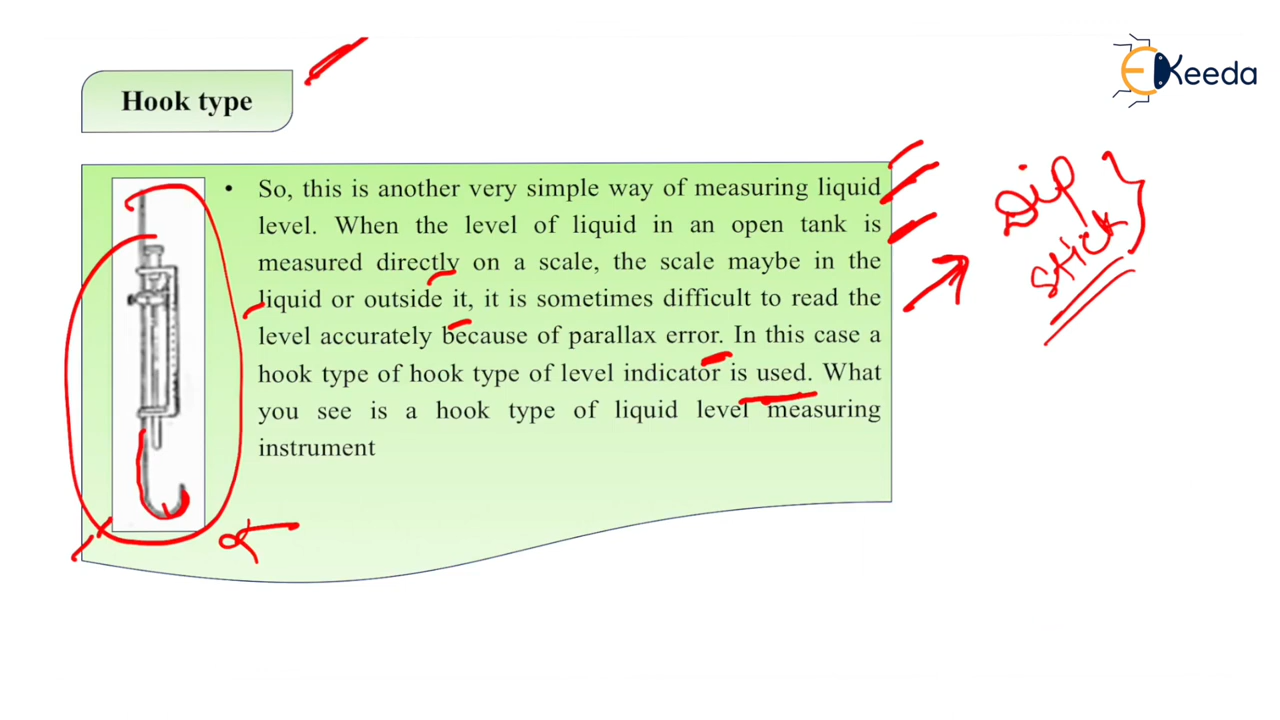 EKeeda
Hook type
• So, this is another very simple way of measuring liquid
level. When the level of liquid in an open tank is
measured directly on a scale, the scale maybe in the
liquid or outside it, it is sometimes difficult to read the
level accurately because of parallax error. In this case a
hook type of hook type of level indicator is used. What
you see is a hook type of liquid level measuring
instrument
Dip
stick